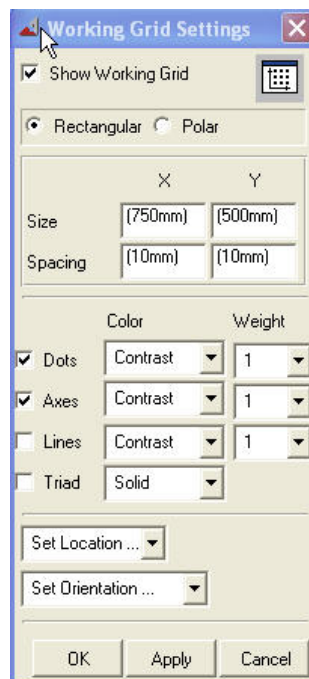 Working Grid Settings
Show Working Grid
Rectangular Polar
X Y
Size (750mm) (500mm)
Spacing (10mm) (10mm)
Color Weight
Dots Contrast 1
Axes Contrast 1
Lines Contrast 1
Triad Solid
Set Location ...
Set Orientation ...
OK Apply Cancel